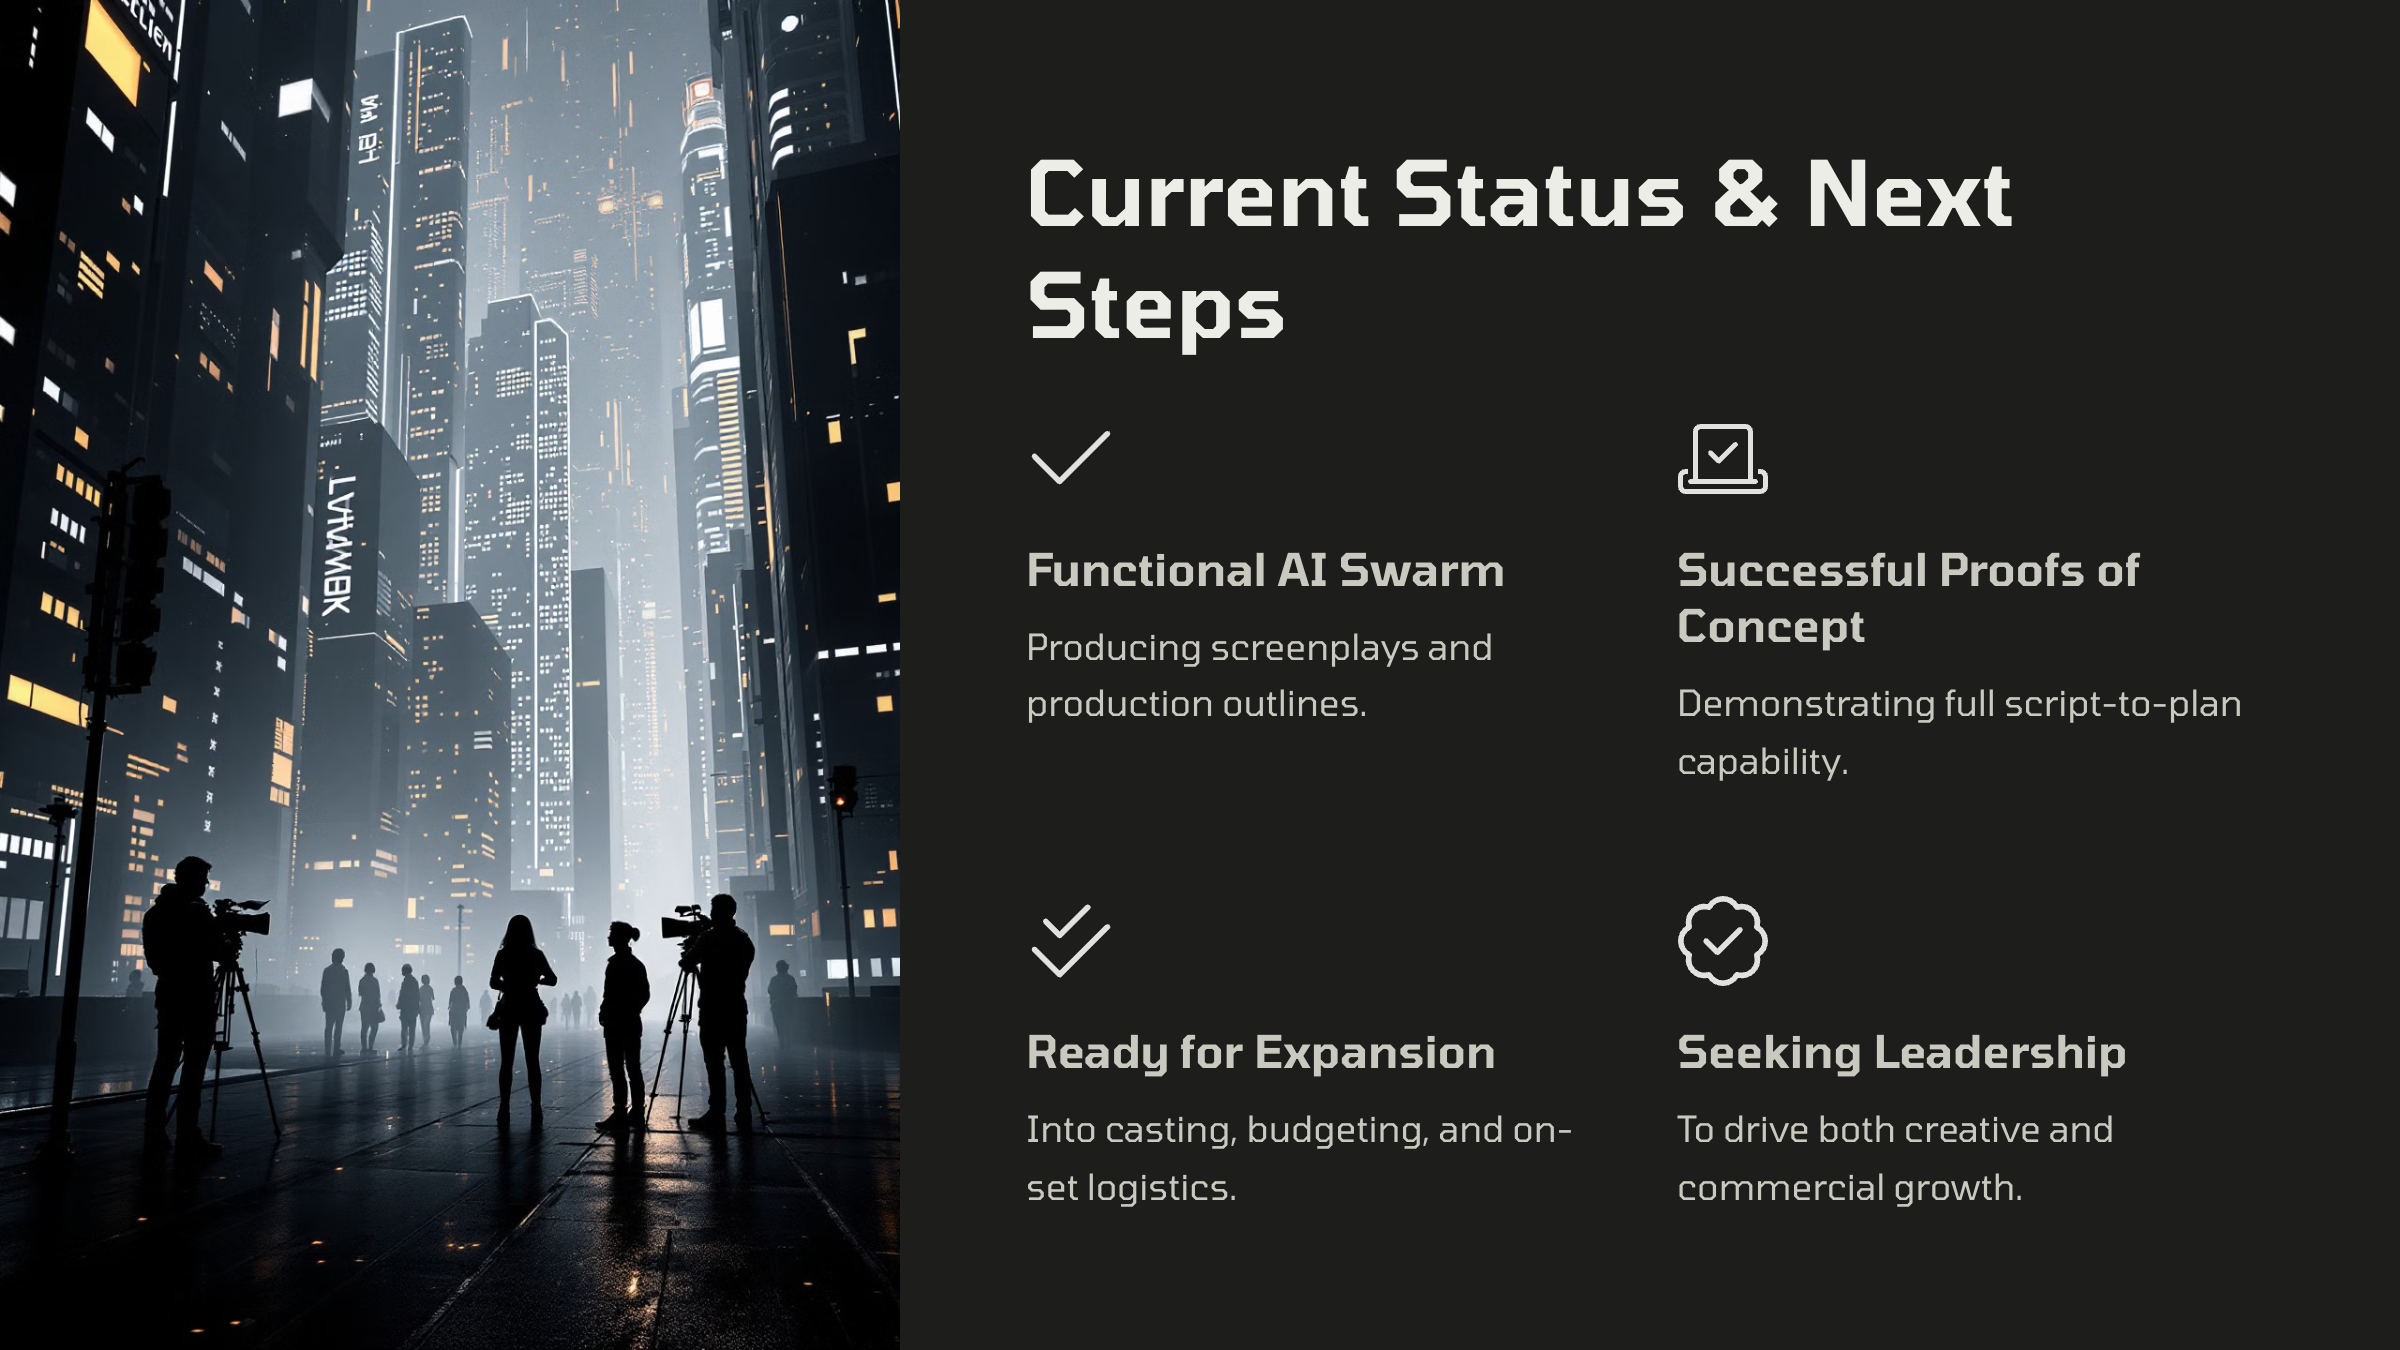 Current Status & Next
Steps
Functional AI Swarm
Producing screenplays and
production outlines.
Successful Proofs of
Concept
Demonstrating full script-to-plan
capability.
Ready for Expansion
Into casting, budgeting, and on-
set logistics.
Seeking Leadership
To drive both creative and
commercial growth.